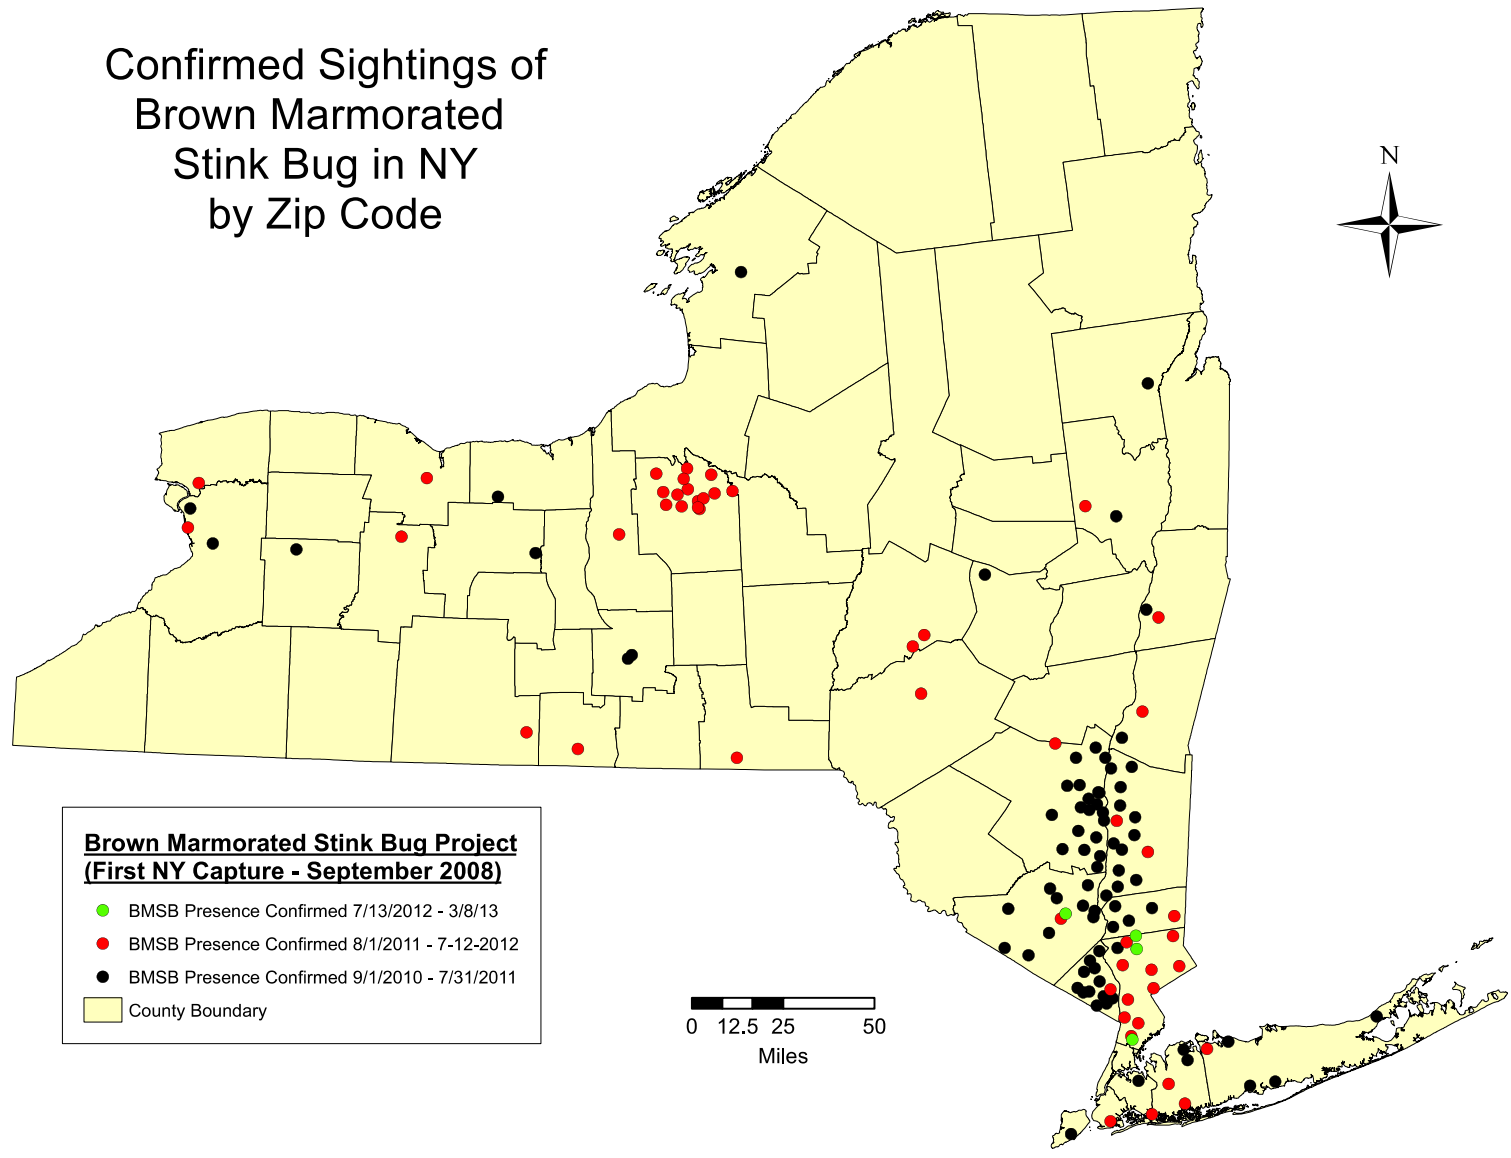 Confirmed Sightings of
Brown Marmorated
Stink Bug in NY
by Zip Code
N
Brown Marmorated Stink Bug Project
(First NY Capture - September 2008)
BMSB Presence Confirmed 7/13/2012 - 3/8/13
BMSB Presence Confirmed 8/1/2011 - 7-12-2012
BMSB Presence Confirmed 9/1/2010 - 7/31/2011
County Boundary
0 12.5 25 50
Miles